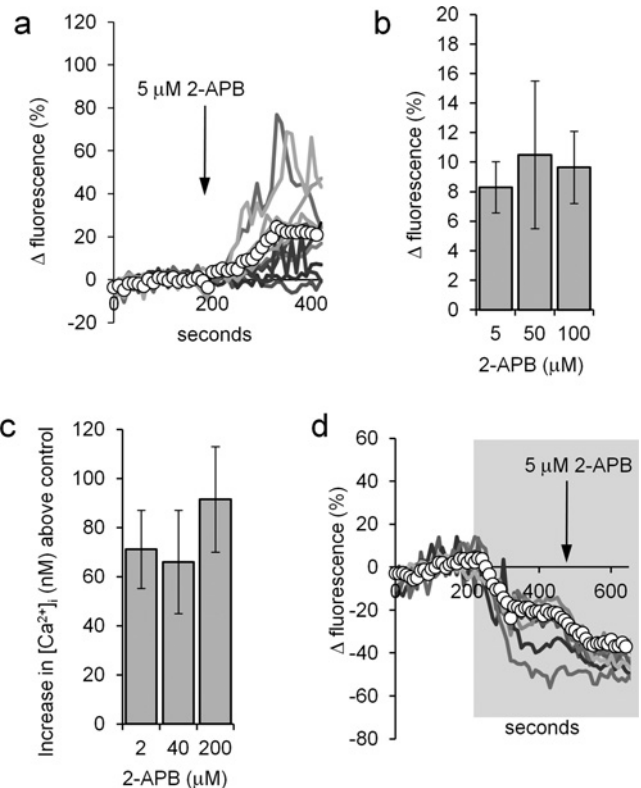 a
120
100
80
60
40
20
0
-20
Δ fluorescence (%)
5 μM 2-APB
0
200
400
seconds
b
20
18
16
14
12
10
8
6
4
2
0
Δ fluorescence (%)
5 50 100
2-APB (μM)
c
120
100
80
60
40
20
0
Increase in [Ca²⁺]ᵢ (nM) above control
2 40 200
2-APB (μM)
d
60
40
20
0
-20
-40
-60
-80
Δ fluorescence (%)
5 μM 2-APB
0
200
400
600
seconds